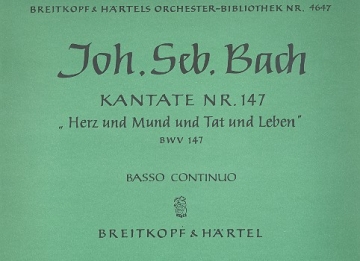 BREITKOPF & HÄRTELS ORCHESTER-BIBLIOTHEK NR. 4647
Joh. Seb. Bach
KANTATE NR. 147
„Herz und Mund und Tat und Leben"
BWV 147
BASSO CONTINUO
BREITKOPF & HÄRTEL